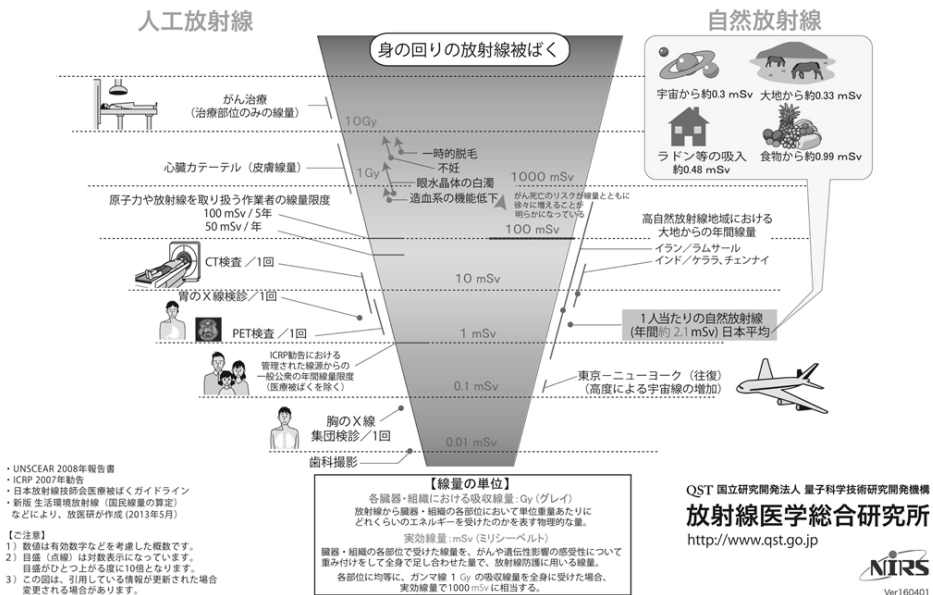 人工放射線
自然放射線
身の回りの放射線被ばく
がん治療
(治療部位のみの線量)
10Gy
心臓カテーテル(皮膚線量)
1Gy
一時的脱毛
不妊
眼水晶体の白濁
造血系の機能低下
1000 mSv
がん死亡のリスクが線量とともに
徐々に増えることが
明らかになっている
原子力や放射線を取り扱う作業者の線量限度
100 mSv / 5年
50 mSv / 年
100 mSv
CT検査/1回
10 mSv
胃のX線検診/1回
PET検査/1回
1 mSv
ICRP勧告における
管理された線源からの
一般公衆の年間線量限度
(医療被ばくを除く)
0.1 mSv
胸のX線
集団検診/1回
0.01 mSv
歯科撮影
宇宙から約0.3 mSv
大地から約0.33 mSv
ラドン等の吸入
約0.48 mSv
食物から約0.99 mSv
高自然放射線地域における
大地からの年間線量
イラン/ラムサール
インド/ケララ、チェンナイ
1人当たりの自然放射線
(年間約 2.1mSv) 日本平均
東京-ニューヨーク(往復)
(高度による宇宙線の増加)
・UNSCEAR 2008年報告書
・ICRP 2007年勧告
・日本放射線技師会医療被ばくガイドライン
・新版 生活環境放射線(国民線量の算定)
などにより、放医研が作成(2013年5月)
【ご注意】
1)数値は有効数字などを考慮した概数です。
2)目盛(点線)は対数表示になっています。
目盛がひとつ上がる度に10倍となります。
3)この図は、引用している情報が更新された場合
変更される場合があります。
【線量の単位】
各臓器・組織における吸収線量:Gy(グレイ)
放射線から臓器・組織の各部位において単位重量あたりに
どれくらいのエネルギーを受けたのかを表す物理的な量。
実効線量:mSv(ミリシーベルト)
臓器・組織の各部位で受けた線量を、がんや遺伝性影響の感受性について
重み付けをして全身で足し合わせた量で、放射線防護に用いる線量。
各部位に均等に、ガンマ線 1 Gy の吸収線量を全身に受けた場合、
実効線量で1000 mSvに相当する。
QST 国立研究開発法人 量子科学技術研究開発機構
放射線医学総合研究所
http://www.qst.go.jp
NIRS
Ver160401